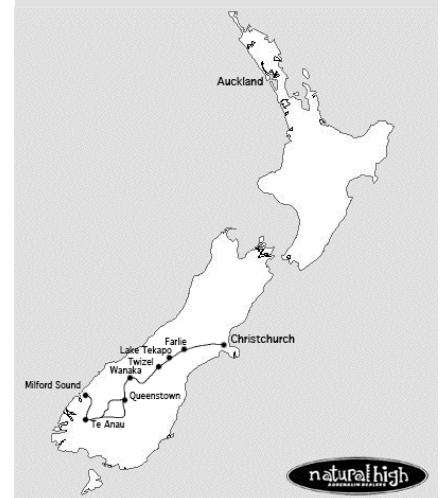 Auckland
Christchurch
Farlie
Lake Tekapo
Twizel
Wanaka
Milford Sound
Queenstown
Te Anau
natural high
ADRENALIN DEALERS